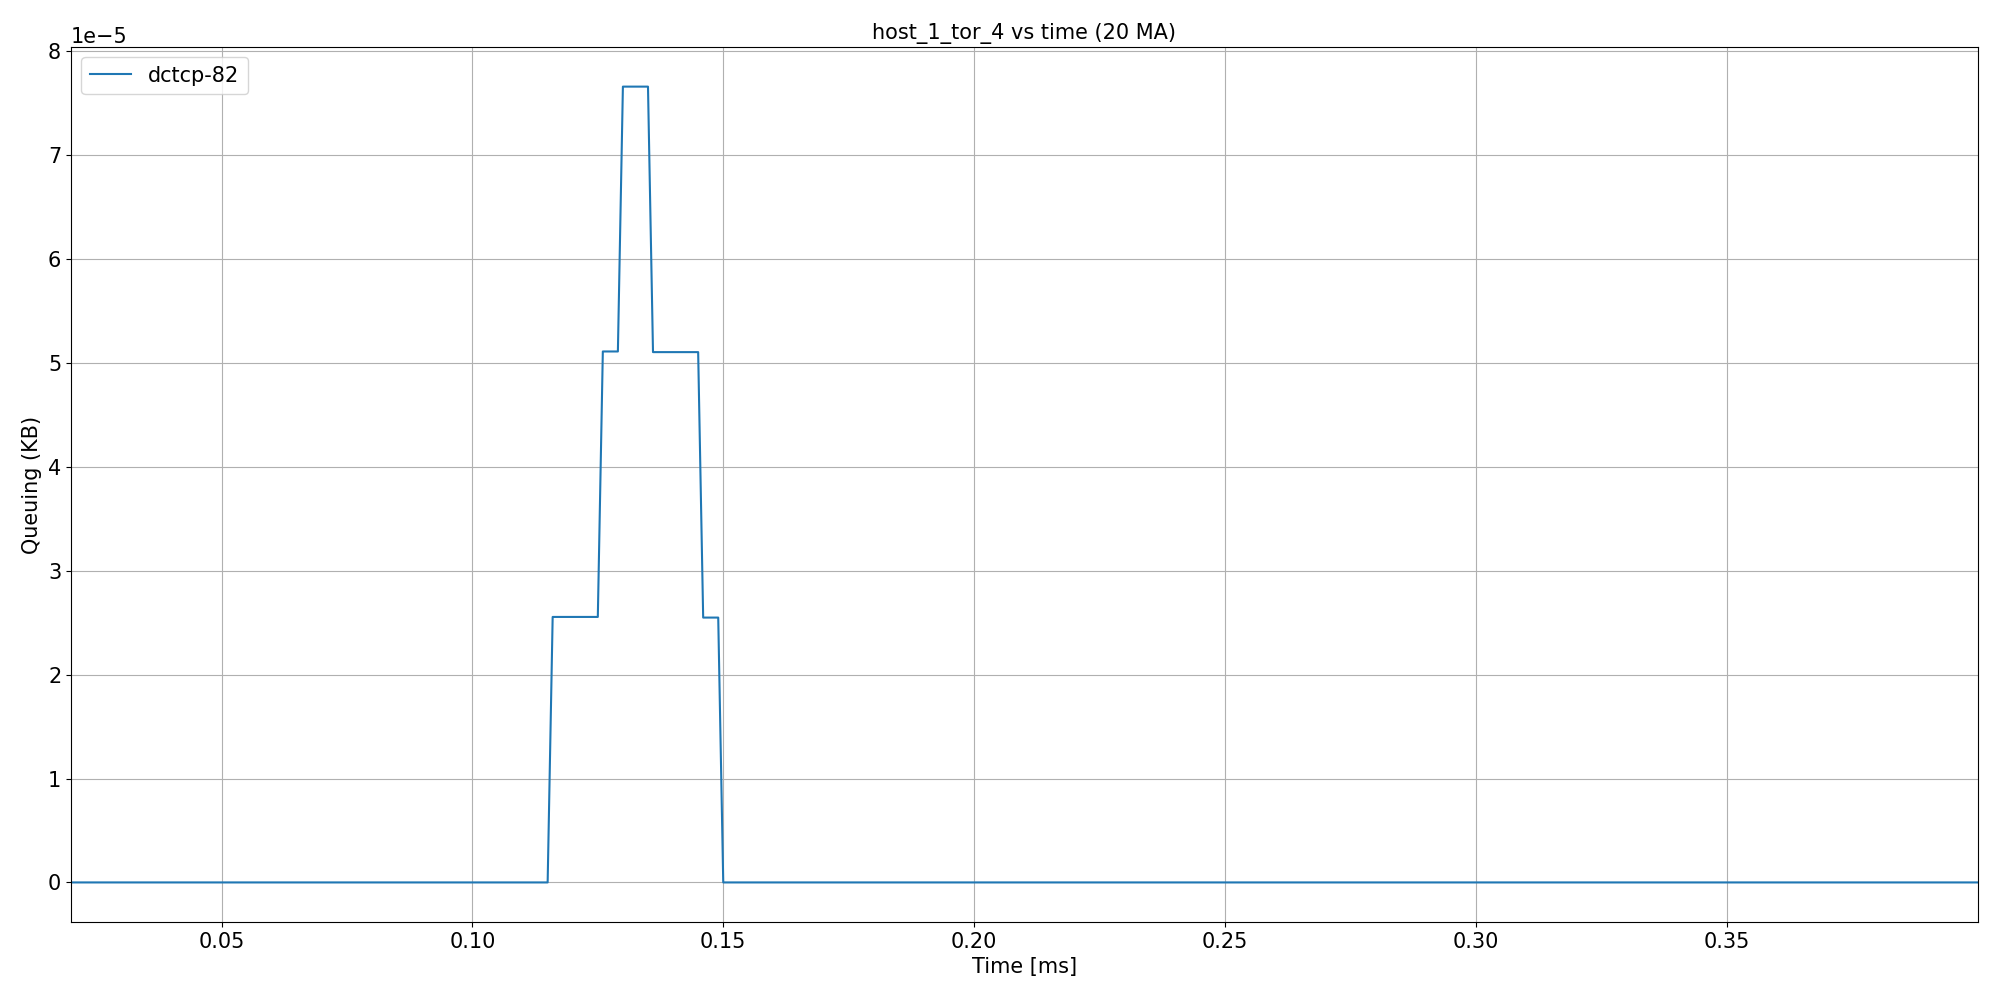 host_1_tor_4 vs time (20 MA)
1e−5
dctcp-82
8
7
6
5
4
3
2
1
0
Queuing (KB)
0.05 0.10 0.15 0.20 0.25 0.30 0.35
Time [ms]